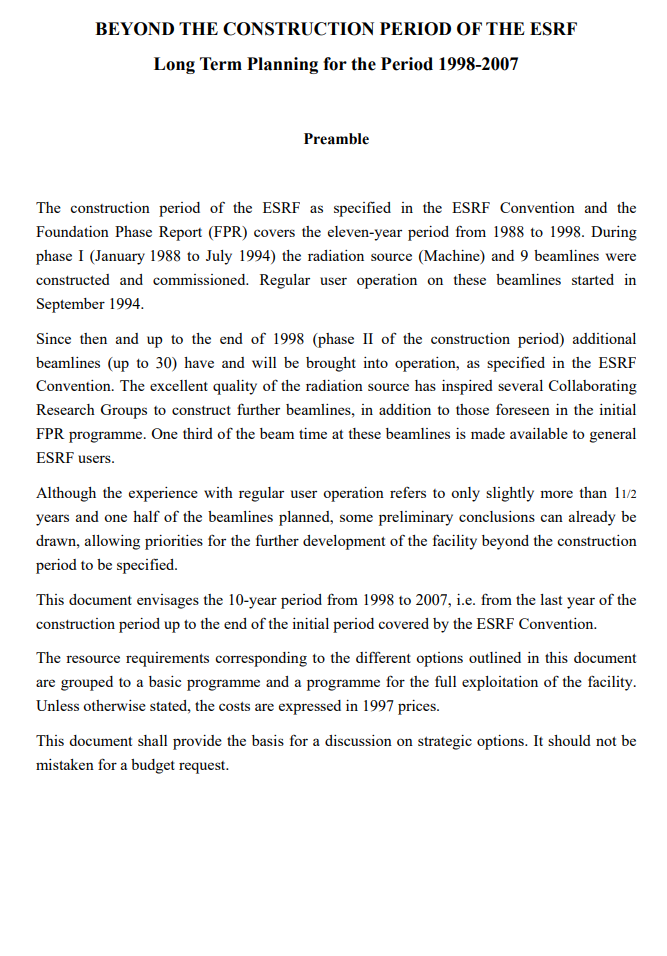 BEYOND THE CONSTRUCTION PERIOD OF THE ESRF
Long Term Planning for the Period 1998-2007
Preamble
The construction period of the ESRF as specified in the ESRF Convention and the
Foundation Phase Report (FPR) covers the eleven-year period from 1988 to 1998. During
phase I (January 1988 to July 1994) the radiation source (Machine) and 9 beamlines were
constructed and commissioned. Regular user operation on these beamlines started in
September 1994.
Since then and up to the end of 1998 (phase II of the construction period) additional
beamlines (up to 30) have and will be brought into operation, as specified in the ESRF
Convention. The excellent quality of the radiation source has inspired several Collaborating
Research Groups to construct further beamlines, in addition to those foreseen in the initial
FPR programme. One third of the beam time at these beamlines is made available to general
ESRF users.
Although the experience with regular user operation refers to only slightly more than 11/2
years and one half of the beamlines planned, some preliminary conclusions can already be
drawn, allowing priorities for the further development of the facility beyond the construction
period to be specified.
This document envisages the 10-year period from 1998 to 2007, i.e. from the last year of the
construction period up to the end of the initial period covered by the ESRF Convention.
The resource requirements corresponding to the different options outlined in this document
are grouped to a basic programme and a programme for the full exploitation of the facility.
Unless otherwise stated, the costs are expressed in 1997 prices.
This document shall provide the basis for a discussion on strategic options. It should not be
mistaken for a budget request.